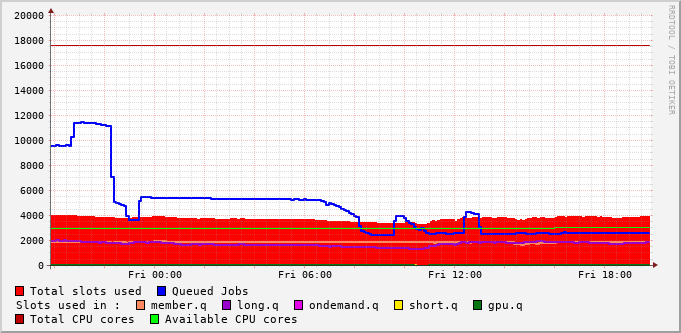 20000
18000
16000
14000
12000
10000
8000
6000
4000
2000
0
Fri 00:00 Fri 06:00 Fri 12:00 Fri 18:00
Total slots used Queued Jobs
Slots used in : member.q long.q ondemand.q short.q gpu.q
Total CPU cores Available CPU cores
RRDTOOL / TOBI OETIKER